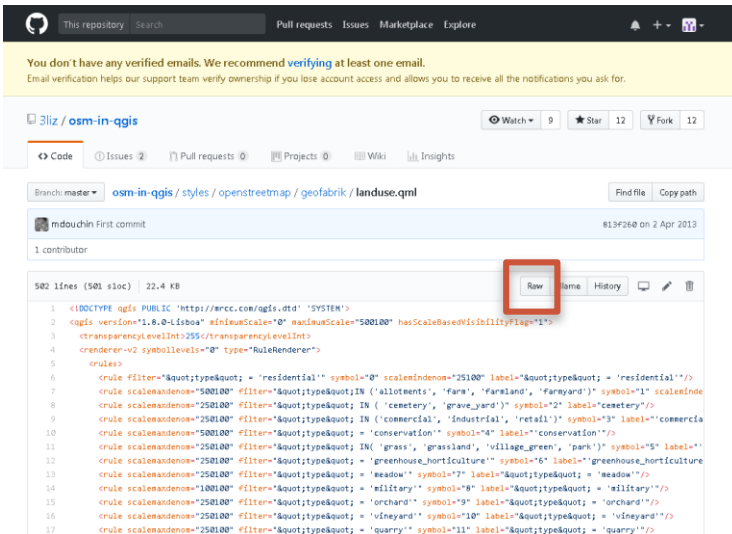 This repository Search Pull requests Issues Marketplace Explore
You don't have any verified emails. We recommend verifying at least one email.
Email verification helps our support team verify ownership if you lose account access and allows you to receive all the notifications you ask for.
3liz / osm-in-qgis Watch 9 Star 12 Fork 12
Code Issues 2 Pull requests 0 Projects 0 Wiki Insights
Branch: master osm-in-qgis / styles / openstreetmap / geofabrik / landuse.qml Find file Copy path
mdouchin First commit 813f260 on 2 Apr 2013
1 contributor
502 lines (501 sloc) 22.4 KB Raw lame History
1 <!DOCTYPE qgis PUBLIC 'http://mrcc.com/qgis.dtd' 'SYSTEM'>
2 <qgis version="1.8.0-Lisboa" minimumScale="0" maximumScale="500100" hasScaleBasedVisibilityFlag="1">
3 <transparencyLevelInt>255</transparencyLevelInt>
4 <renderer-v2 symbollevels="0" type="RuleRenderer">
5 <rules>
6 <rule filter="&quot;type&quot; = 'residential'" symbol="0" scalemindenom="25100" label="&quot;type&quot; = 'residential'"/>
7 <rule scalemaxdenom="500100" filter="&quot;type&quot;IN ('allotments', 'farm', 'farmland', 'farmyard')" symbol="1" scaleminde
8 <rule scalemaxdenom="250100" filter="&quot;type&quot;IN ( 'cemetery', 'grave_yard')" symbol="2" label="cemetery"/>
9 <rule scalemaxdenom="250100" filter="&quot;type&quot;IN ('commercial', 'industrial', 'retail')" symbol="3" label="'commercia
10 <rule scalemaxdenom="500100" filter="&quot;type&quot; = 'conservation'" symbol="4" label="'conservation'"/>
11 <rule scalemaxdenom="250100" filter="&quot;type&quot;IN( 'grass', 'grassland', 'village_green', 'park')" symbol="5" label="'
12 <rule scalemaxdenom="250100" filter="&quot;type&quot; = 'greenhouse_horticulture'" symbol="6" label="'greenhouse_horticulture
13 <rule scalemaxdenom="250100" filter="&quot;type&quot; = 'meadow'" symbol="7" label="&quot;type&quot; = 'meadow'"/>
14 <rule scalemaxdenom="100100" filter="&quot;type&quot; = 'military'" symbol="8" label="&quot;type&quot; = 'military'"/>
15 <rule scalemaxdenom="250100" filter="&quot;type&quot; = 'orchard'" symbol="9" label="&quot;type&quot; = 'orchard'"/>
16 <rule scalemaxdenom="250100" filter="&quot;type&quot; = 'vineyard'" symbol="10" label="&quot;type&quot; = 'vineyard'"/>
17 <rule scalemaxdenom="250100" filter="&quot;type&quot; = 'quarry'" symbol="11" label="&quot;type&quot; = 'quarry'"/>